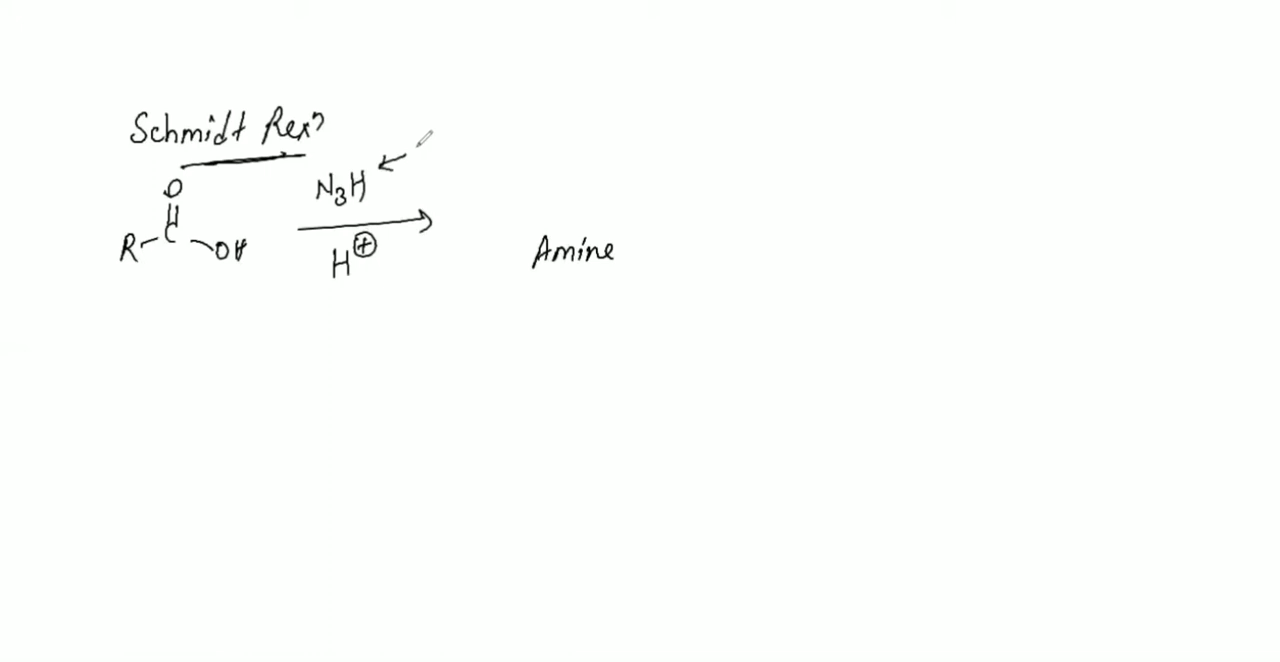 Schmidt Rexⁿ
O
N₃H
R-C-OH
H⊕
Amine